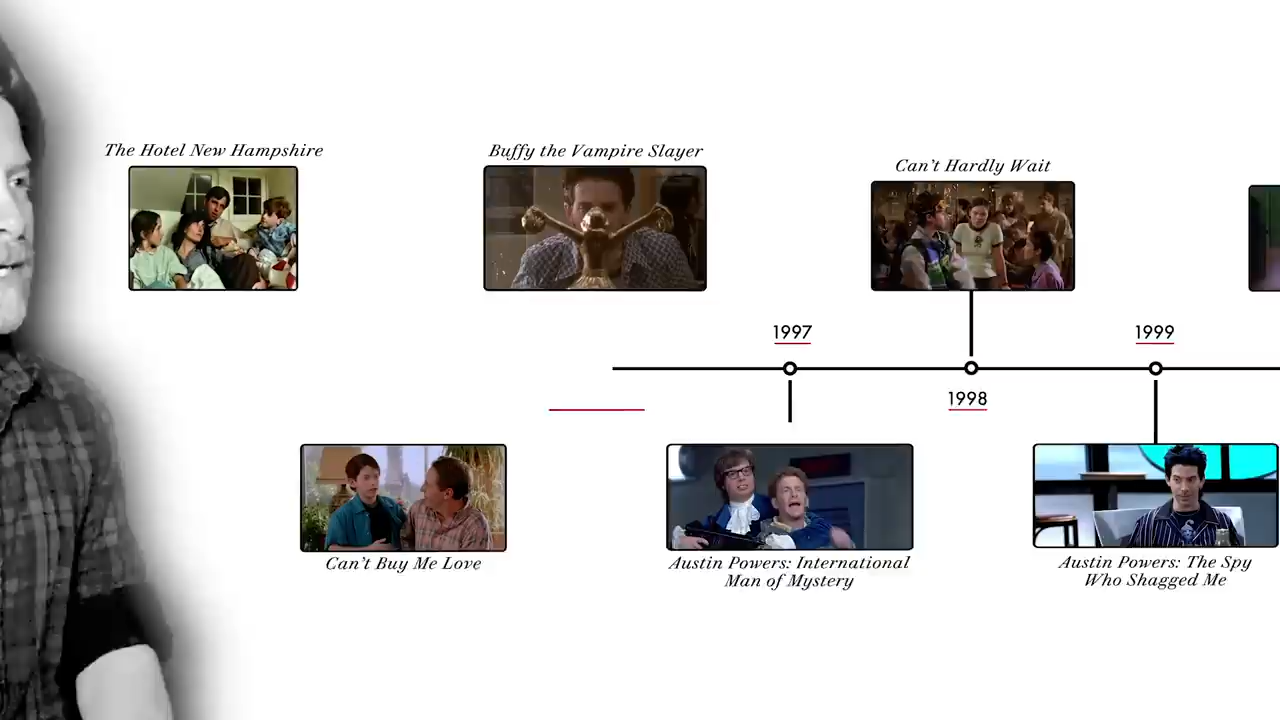 The Hotel New Hampshire
Buffy the Vampire Slayer
Can't Hardly Wait
1997
1999
1998
Can't Buy Me Love
Austin Powers: International
Man of Mystery
Austin Powers: The Spy
Who Shagged Me